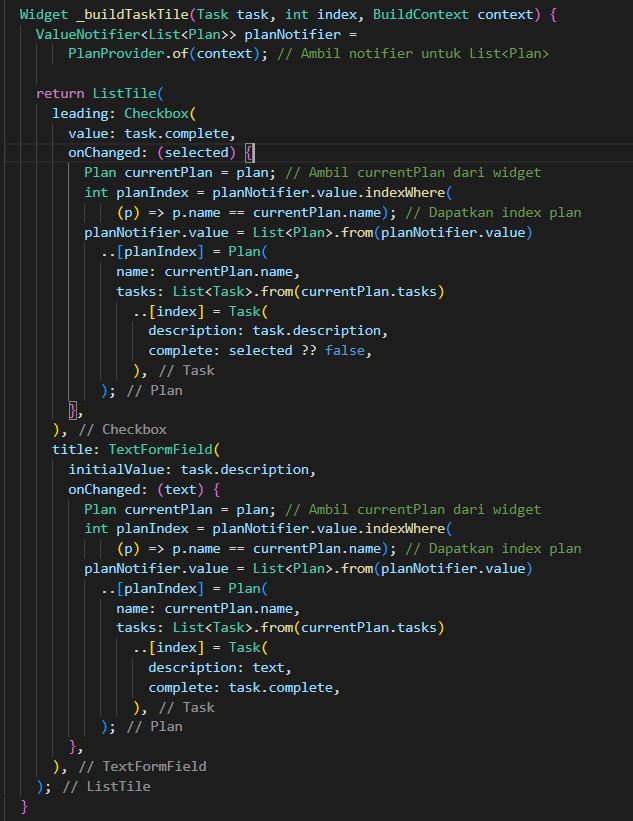 Widget _buildTaskTile(Task task, int index, BuildContext context) {
  ValueNotifier<List<Plan>> planNotifier =
      PlanProvider.of(context); // Ambil notifier untuk List<Plan>
  return ListTile(
    leading: Checkbox(
      value: task.complete,
      onChanged: (selected) {
        Plan currentPlan = plan; // Ambil currentPlan dari widget
        int planIndex = planNotifier.value.indexWhere(
            (p) => p.name == currentPlan.name); // Dapatkan index plan
        planNotifier.value = List<Plan>.from(planNotifier.value)
          ..[planIndex] = Plan(
            name: currentPlan.name,
            tasks: List<Task>.from(currentPlan.tasks)
              ..[index] = Task(
                description: task.description,
                complete: selected ?? false,
              ), // Task
          ); // Plan
      },
    ), // Checkbox
    title: TextFormField(
      initialValue: task.description,
      onChanged: (text) {
        Plan currentPlan = plan; // Ambil currentPlan dari widget
        int planIndex = planNotifier.value.indexWhere(
            (p) => p.name == currentPlan.name); // Dapatkan index plan
        planNotifier.value = List<Plan>.from(planNotifier.value)
          ..[planIndex] = Plan(
            name: currentPlan.name,
            tasks: List<Task>.from(currentPlan.tasks)
              ..[index] = Task(
                description: text,
                complete: task.complete,
              ), // Task
          ); // Plan
      },
    ), // TextFormField
  ); // ListTile
}